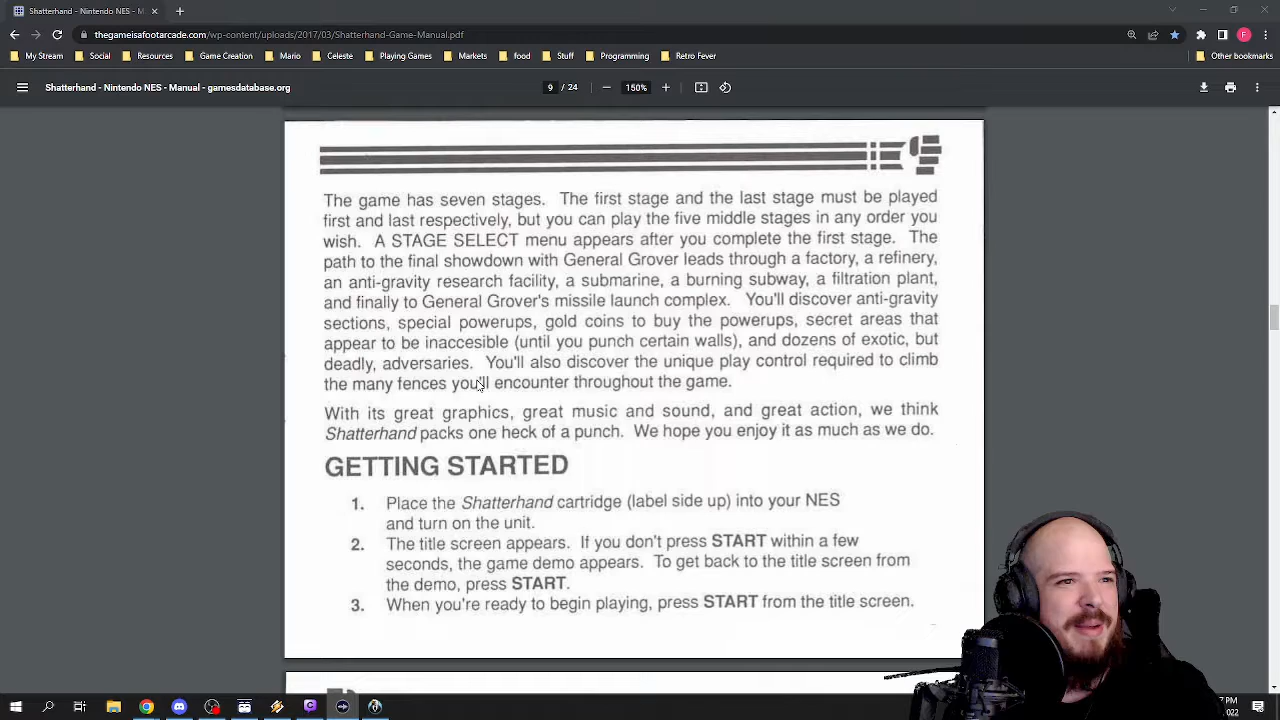 Shatterhand - Nintendo NES - M
thegameisafootarcade.com/wp-content/uploads/2017/03/Shatterhand-Game-Manual.pdf
F
My Stream Social Resources Game Creation Mario Celeste Playing Games Markets food Stuff Programming Retro Fever Other bookmarks
Shatterhand - Nintendo NES - Manual - gamesdatabase.org 9 / 24 150%
The game has seven stages. The first stage and the last stage must be played
first and last respectively, but you can play the five middle stages in any order you
wish. A STAGE SELECT menu appears after you complete the first stage. The
path to the final showdown with General Grover leads through a factory, a refinery,
an anti-gravity research facility, a submarine, a burning subway, a filtration plant,
and finally to General Grover's missile launch complex. You'll discover anti-gravity
sections, special powerups, gold coins to buy the powerups, secret areas that
appear to be inaccesible (until you punch certain walls), and dozens of exotic, but
deadly, adversaries. You'll also discover the unique play control required to climb
the many fences you'll encounter throughout the game.
With its great graphics, great music and sound, and great action, we think
Shatterhand packs one heck of a punch. We hope you enjoy it as much as we do.
GETTING STARTED
1. Place the Shatterhand cartridge (label side up) into your NES
and turn on the unit.
2. The title screen appears. If you don't press START within a few
seconds, the game demo appears. To get back to the title screen from
the demo, press START.
3. When you're ready to begin playing, press START from the title screen.